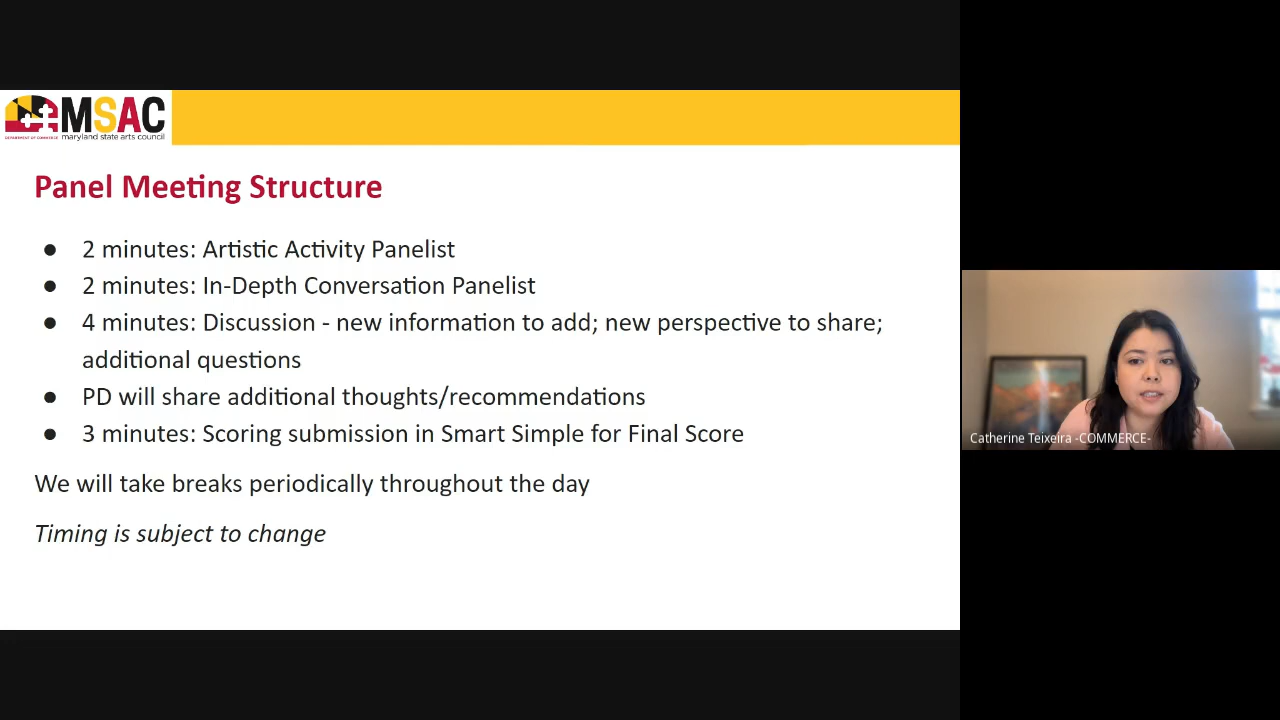 MSAC
DEPARTMENT OF COMMERCE maryland state arts council
Panel Meeting Structure
● 2 minutes: Artistic Activity Panelist
● 2 minutes: In-Depth Conversation Panelist
● 4 minutes: Discussion - new information to add; new perspective to share;
additional questions
● PD will share additional thoughts/recommendations
● 3 minutes: Scoring submission in Smart Simple for Final Score
We will take breaks periodically throughout the day
Timing is subject to change
Catherine Teixeira -COMMERCE-